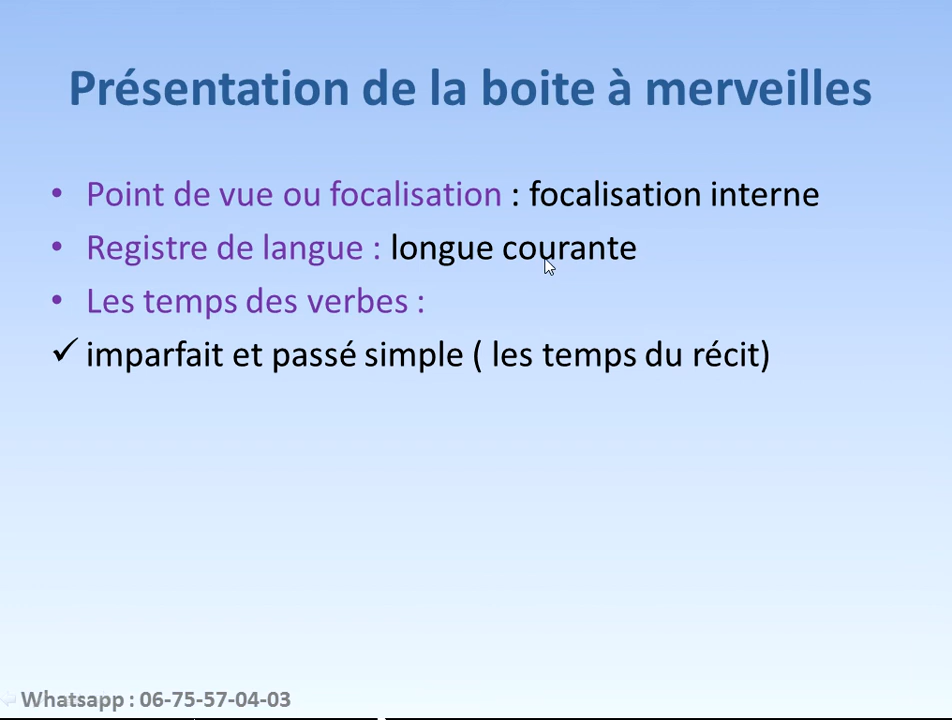 Présentation de la boite à merveilles
• Point de vue ou focalisation : focalisation interne
• Registre de langue : longue courante
• Les temps des verbes :
✓ imparfait et passé simple ( les temps du récit)
Whatsapp : 06-75-57-04-03